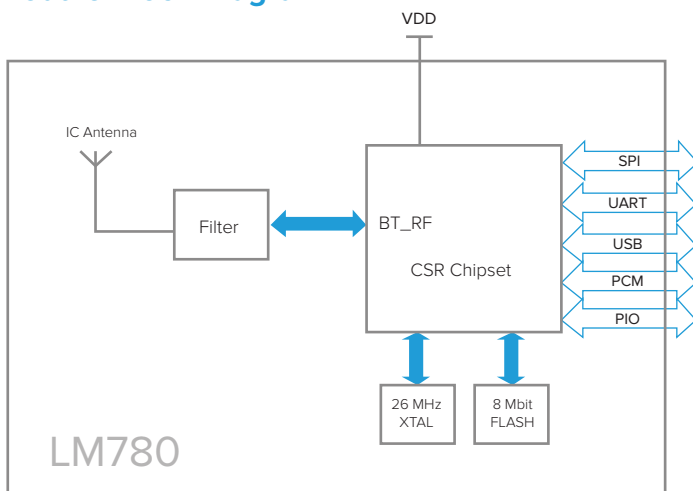 VDD
IC Antenna
SPI
Filter
BT_RF
UART
CSR Chipset
USB
PCM
PIO
26 MHz
XTAL
8 Mbit
FLASH
LM780